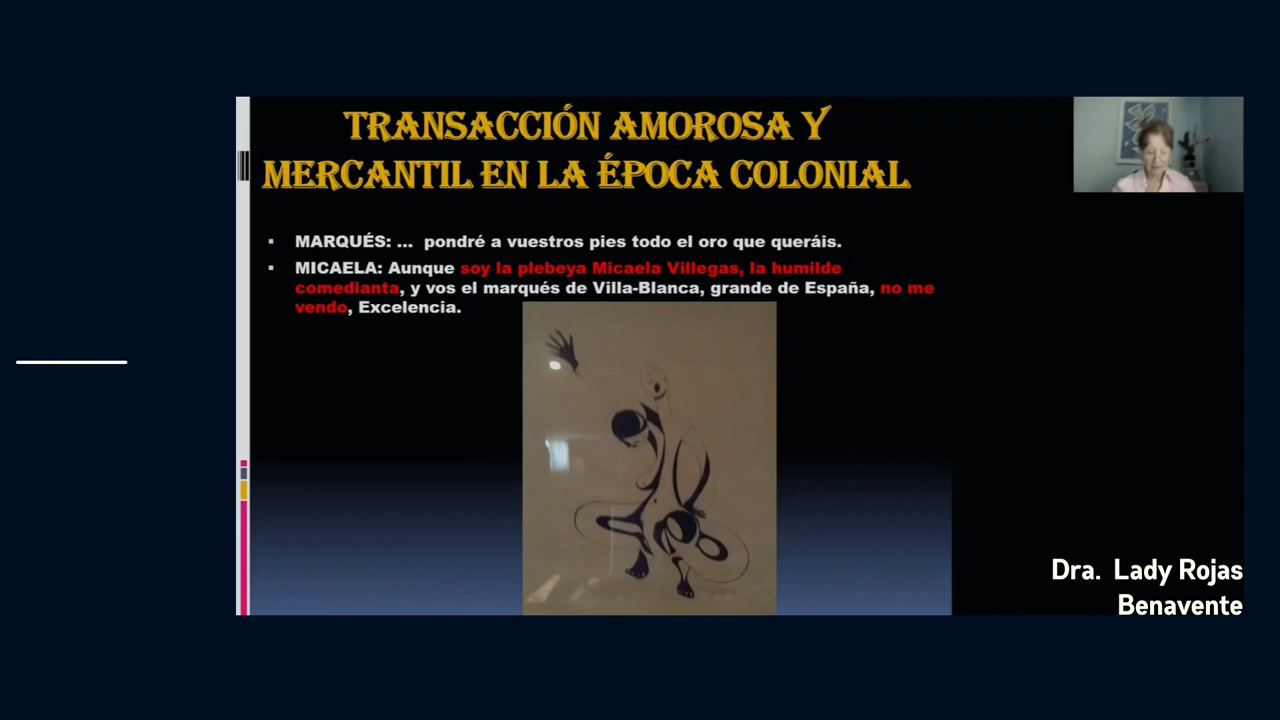 TRANSACCIÓN AMOROSA Y
MERCANTIL EN LA ÉPOCA COLONIAL
▪ MARQUÉS: ... pondré a vuestros pies todo el oro que queráis.
▪ MICAELA: Aunque soy la plebeya Micaela Villegas, la humilde
comedianta, y vos el marqués de Villa-Blanca, grande de España, no me
vendo, Excelencia.
Dra. Lady Rojas
Benavente